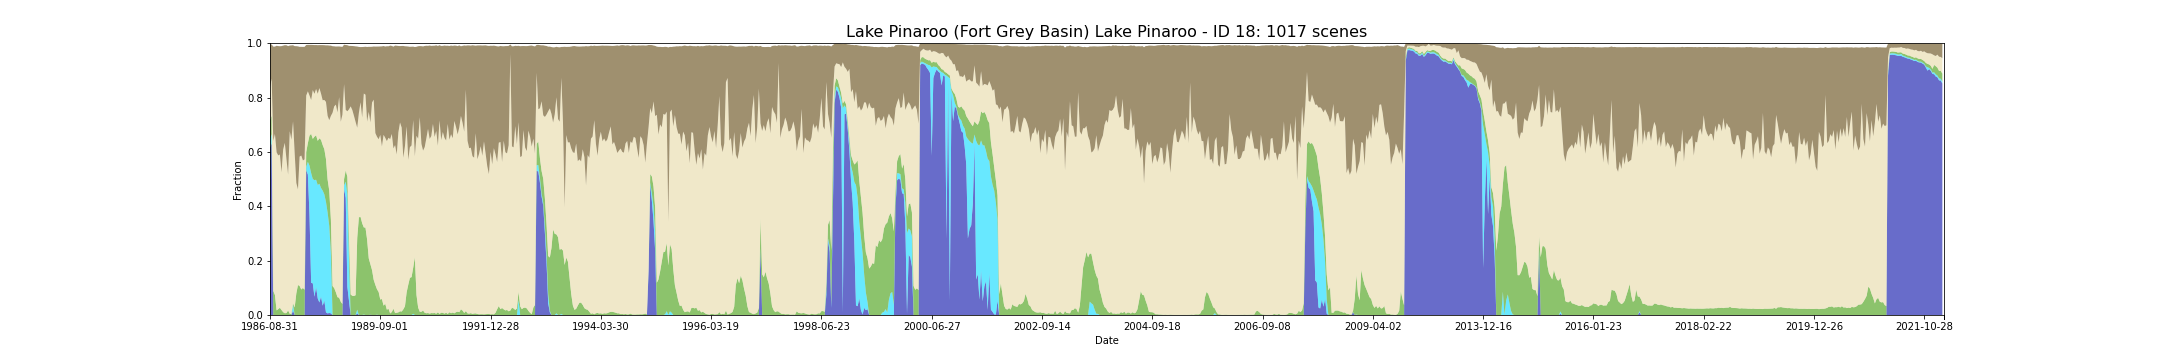 Lake Pinaroo (Fort Grey Basin) Lake Pinaroo - ID 18: 1017 scenes
1.0
0.8
0.6
0.4
0.2
0.0
Fraction
1986-08-31 1989-09-01 1991-12-28 1994-03-30 1996-03-19 1998-06-23 2000-06-27 2002-09-14 2004-09-18 2006-09-08 2009-04-02 2013-12-16 2016-01-23 2018-02-22 2019-12-26 2021-10-28
Date